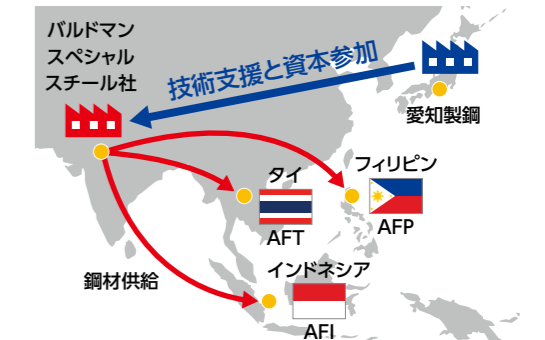 バルドマン
スペシャル
スチール社
技術支援と資本参加
愛知製鋼
タイ
AFT
フィリピン
AFP
鋼材供給
インドネシア
AFI